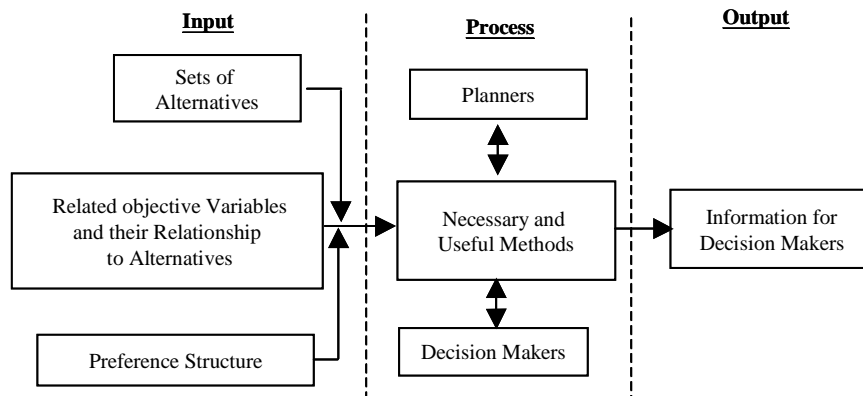 Input
Process
Output
Sets of
Alternatives
Related objective Variables
and their Relationship
to Alternatives
Preference Structure
Planners
Necessary and
Useful Methods
Decision Makers
Information for
Decision Makers